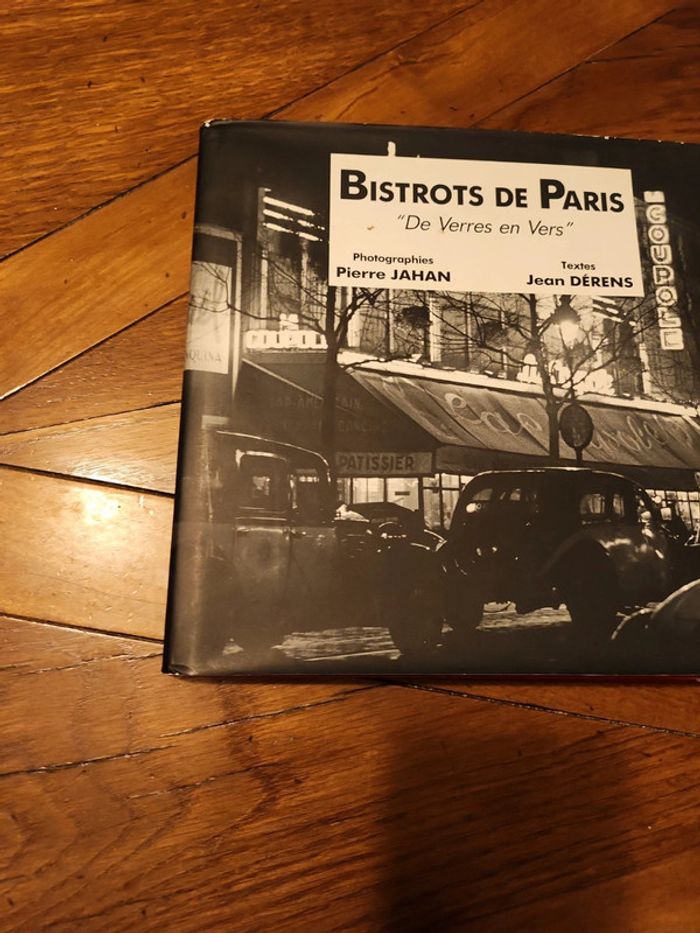 BISTROTS DE PARIS
"De Verres en Vers"
Photographies
Pierre JAHAN
Textes
Jean DÉRENS
COUPOLE
PATISSIER